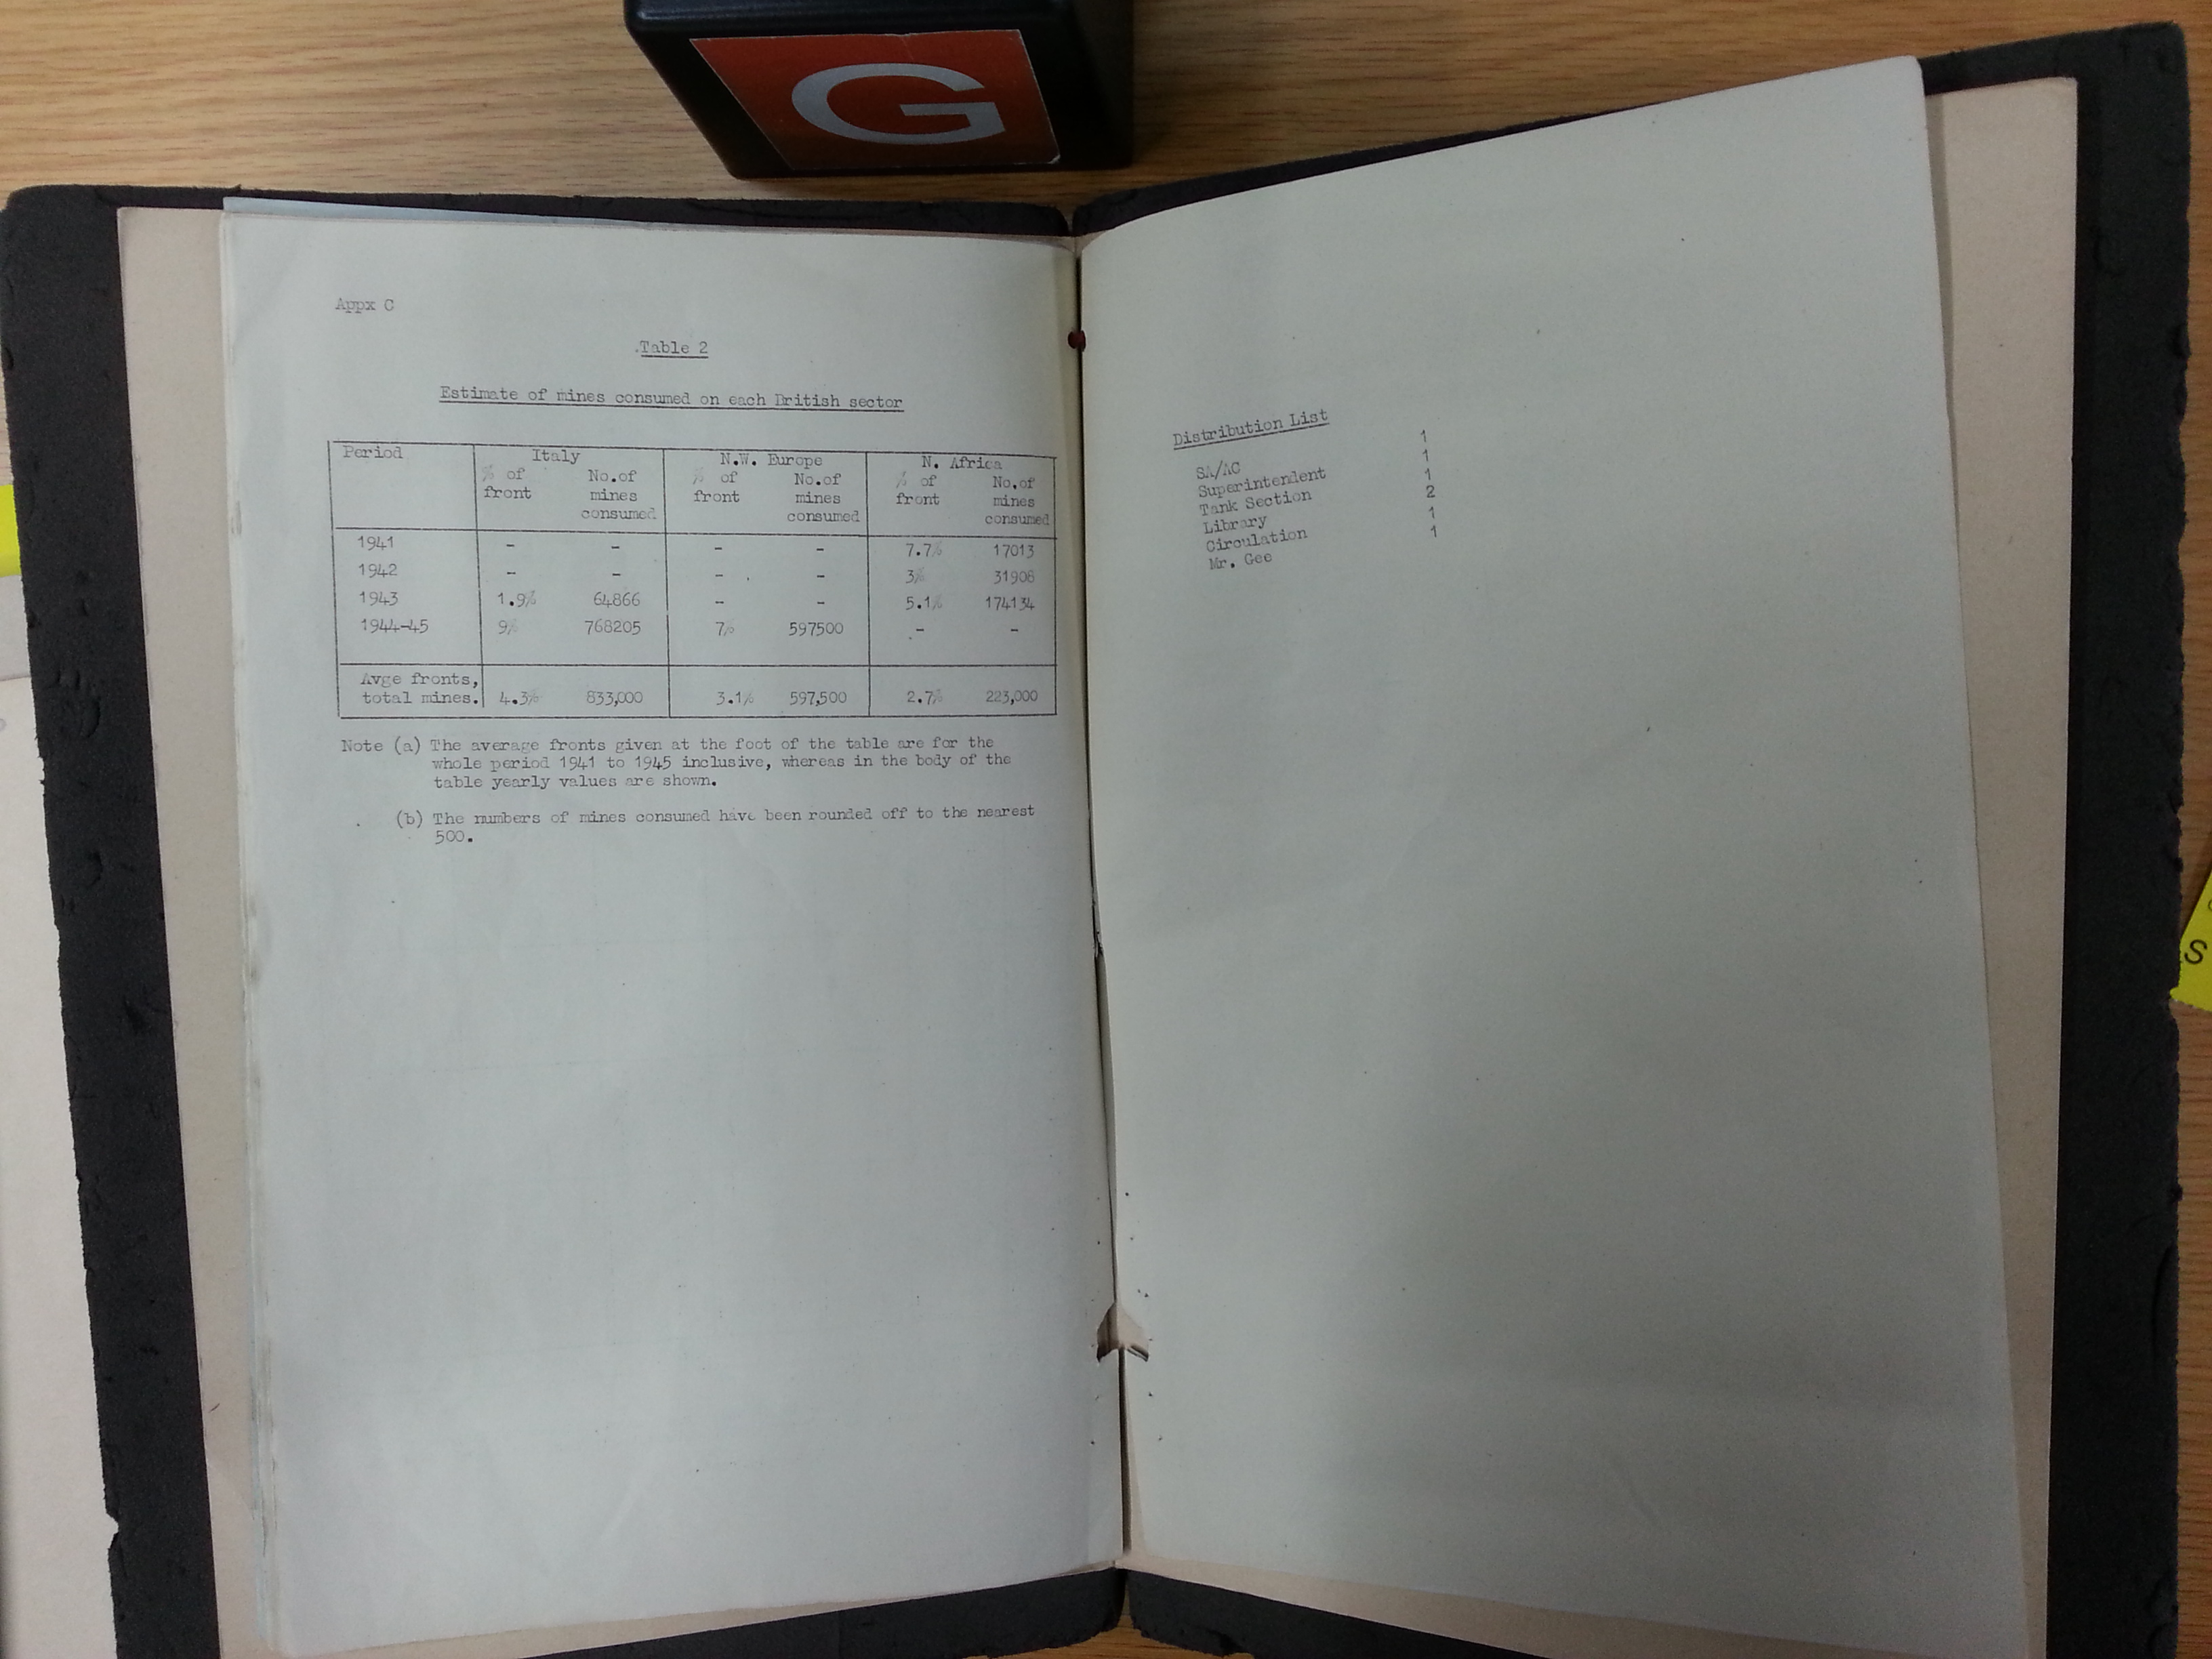 G
Appx C
Table 2
Estimate of mines consumed on each British sector
Period Italy N.W. Europe N. Africa
% of No.of % of No.of % of No.of
front mines front mines front mines
consumed consumed consumed
1941 - - - - 7.7% 17013
1942 - - - - 3% 31908
1943 1.9% 64866 - - 5.1% 174134
1944-45 9% 768205 7% 597500 - -
Avge fronts,
total mines. 4.3% 833,000 3.1% 597,500 2.7% 223,000
Note (a) The average fronts given at the foot of the table are for the
whole period 1941 to 1945 inclusive, whereas in the body of the
table yearly values are shown.
(b) The numbers of mines consumed have been rounded off to the nearest
500.
Distribution List
SA/AC 1
Superintendent 1
Tank Section 1
Library 2
Circulation 1
Mr. Gee 1
S